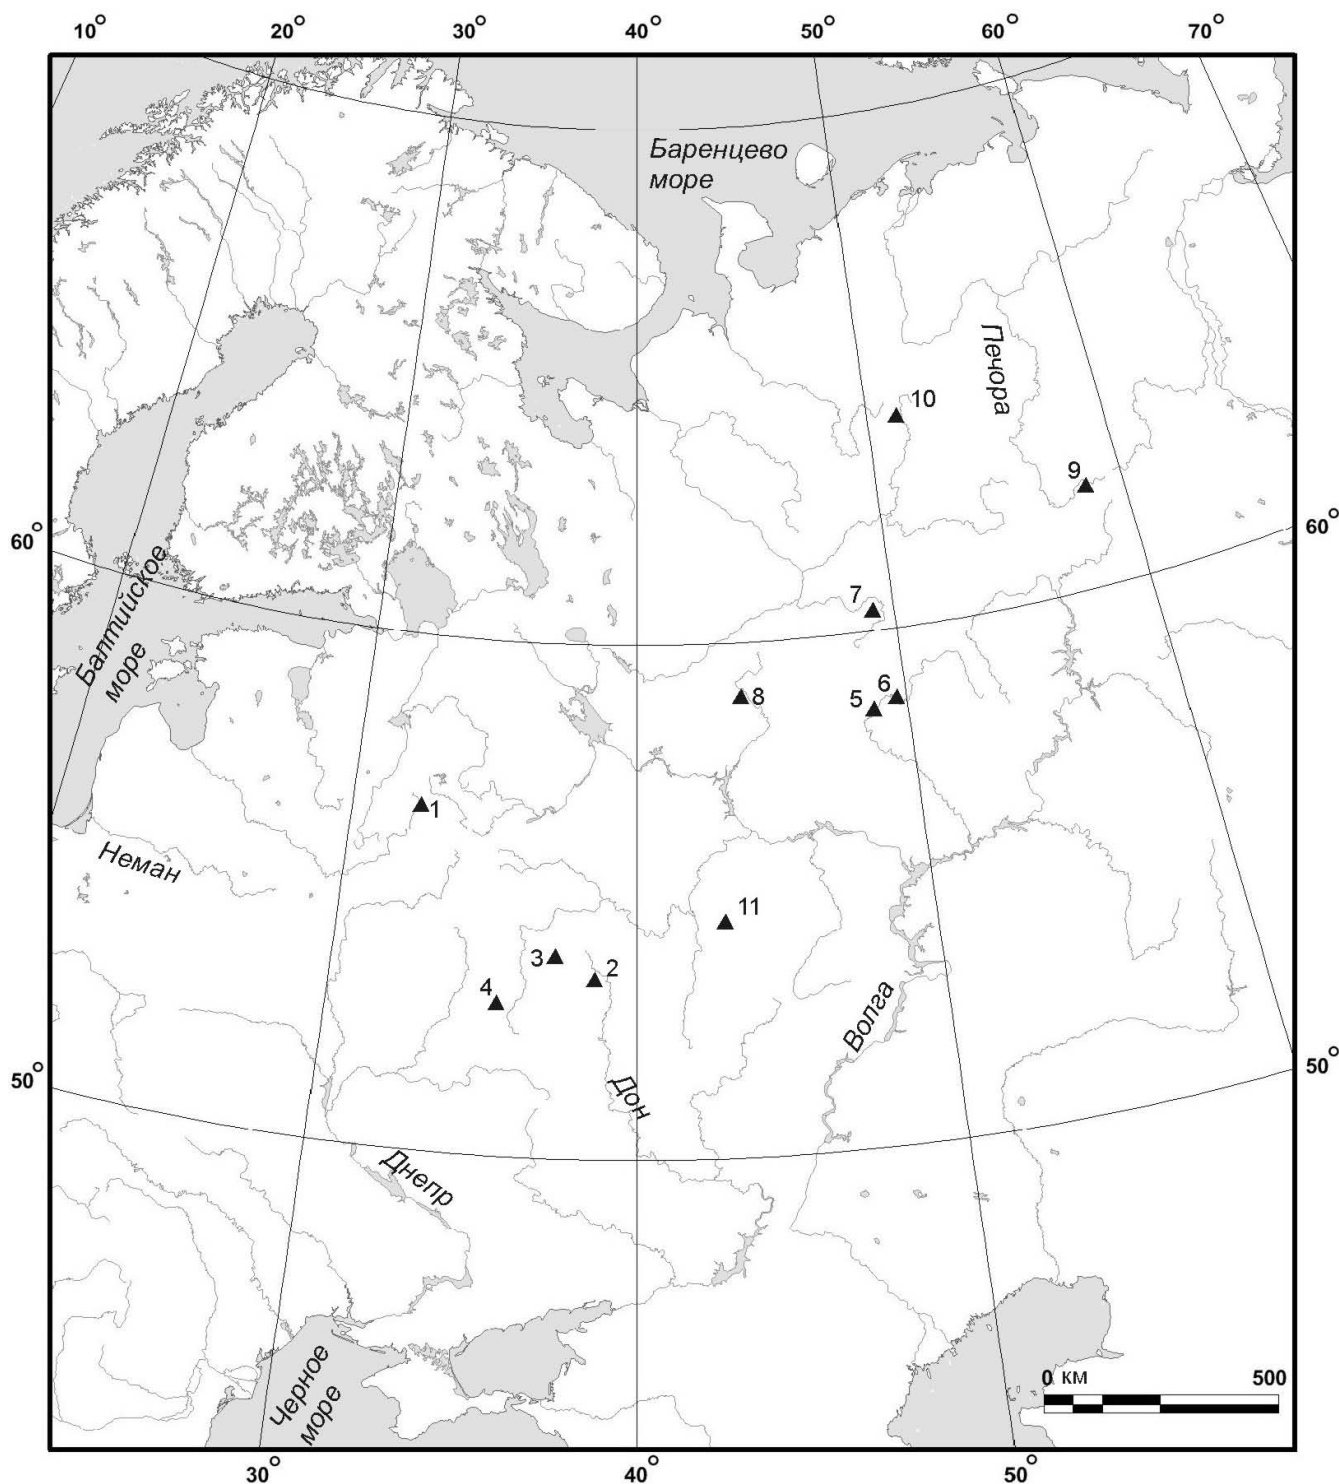 10° 20° 30° 40° 50° 60° 70°
Баренцево
море
Печора
10
9
60° 60°
7
Балтийское
море
8 5 6
1
Неман
11
3 2
4
Волга
50° 50°
Дон
Днепр
0 км 500
Черное
море
30° 40° 50°